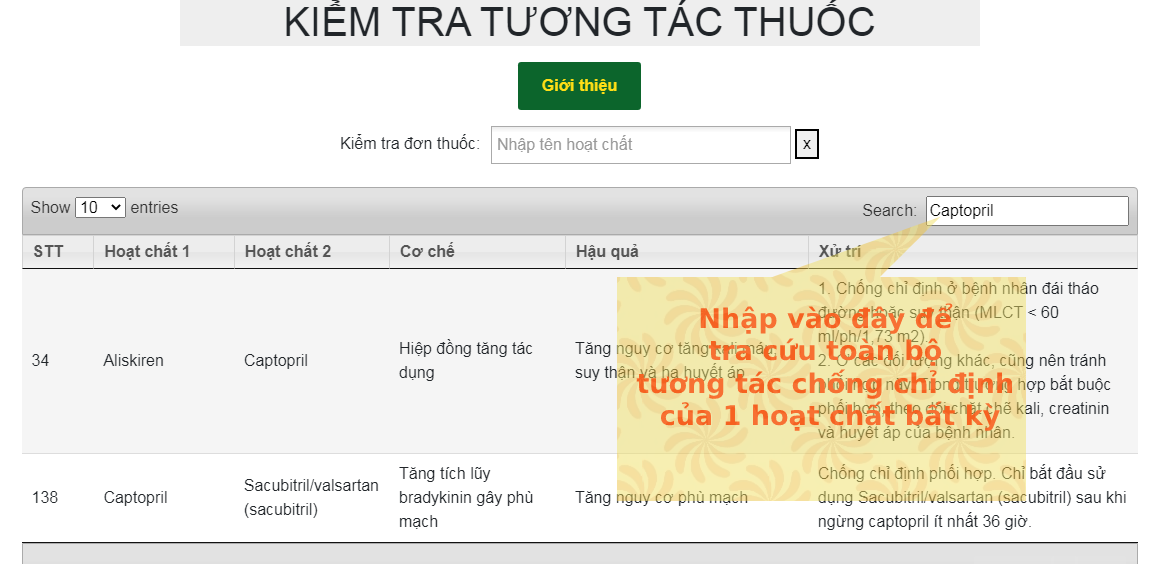 KIỂM TRA TƯƠNG TÁC THUỐC
Giới thiệu
Kiểm tra đơn thuốc: Nhập tên hoạt chất x
Show 10 entries Search: Captopril
STT Hoạt chất 1 Hoạt chất 2 Cơ chế Hậu quả Xử trí
34 Aliskiren Captopril
Hiệp đồng tăng tác
dụng
Tăng nguy cơ tăng kali máu,
suy thận và hạ huyết áp
1. Chống chỉ định ở bệnh nhân đái tháo
đường hoặc suy thận (MLCT < 60
ml/ph/1,73 m2).
2. Ở các đối tượng khác, cũng nên tránh
phối hợp này. Trong trường hợp bắt buộc
phối hợp, theo dõi chặt chẽ kali, creatinin
và huyết áp của bệnh nhân.
Nhập vào đây để
tra cứu toàn bộ
tương tác chống chỉ định
của 1 hoạt chất bất kỳ
138 Captopril
Sacubitril/valsartan
(sacubitril)
Tăng tích lũy
bradykinin gây phù
mạch
Tăng nguy cơ phù mạch
Chống chỉ định phối hợp. Chỉ bắt đầu sử
dụng Sacubitril/valsartan (sacubitril) sau khi
ngừng captopril ít nhất 36 giờ.